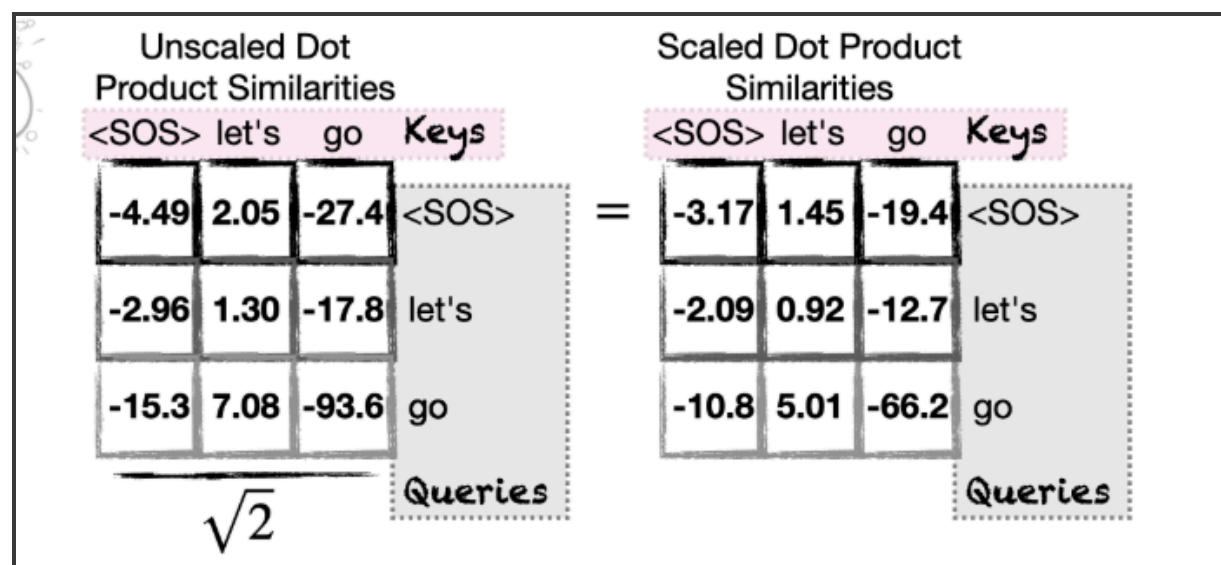 Unscaled Dot
Product Similarities
<SOS> let's go Keys
-4.49 2.05 -27.4 <SOS>
-2.96 1.30 -17.8 let's
-15.3 7.08 -93.6 go
Queries
√2
=
Scaled Dot Product
Similarities
<SOS> let's go Keys
-3.17 1.45 -19.4 <SOS>
-2.09 0.92 -12.7 let's
-10.8 5.01 -66.2 go
Queries